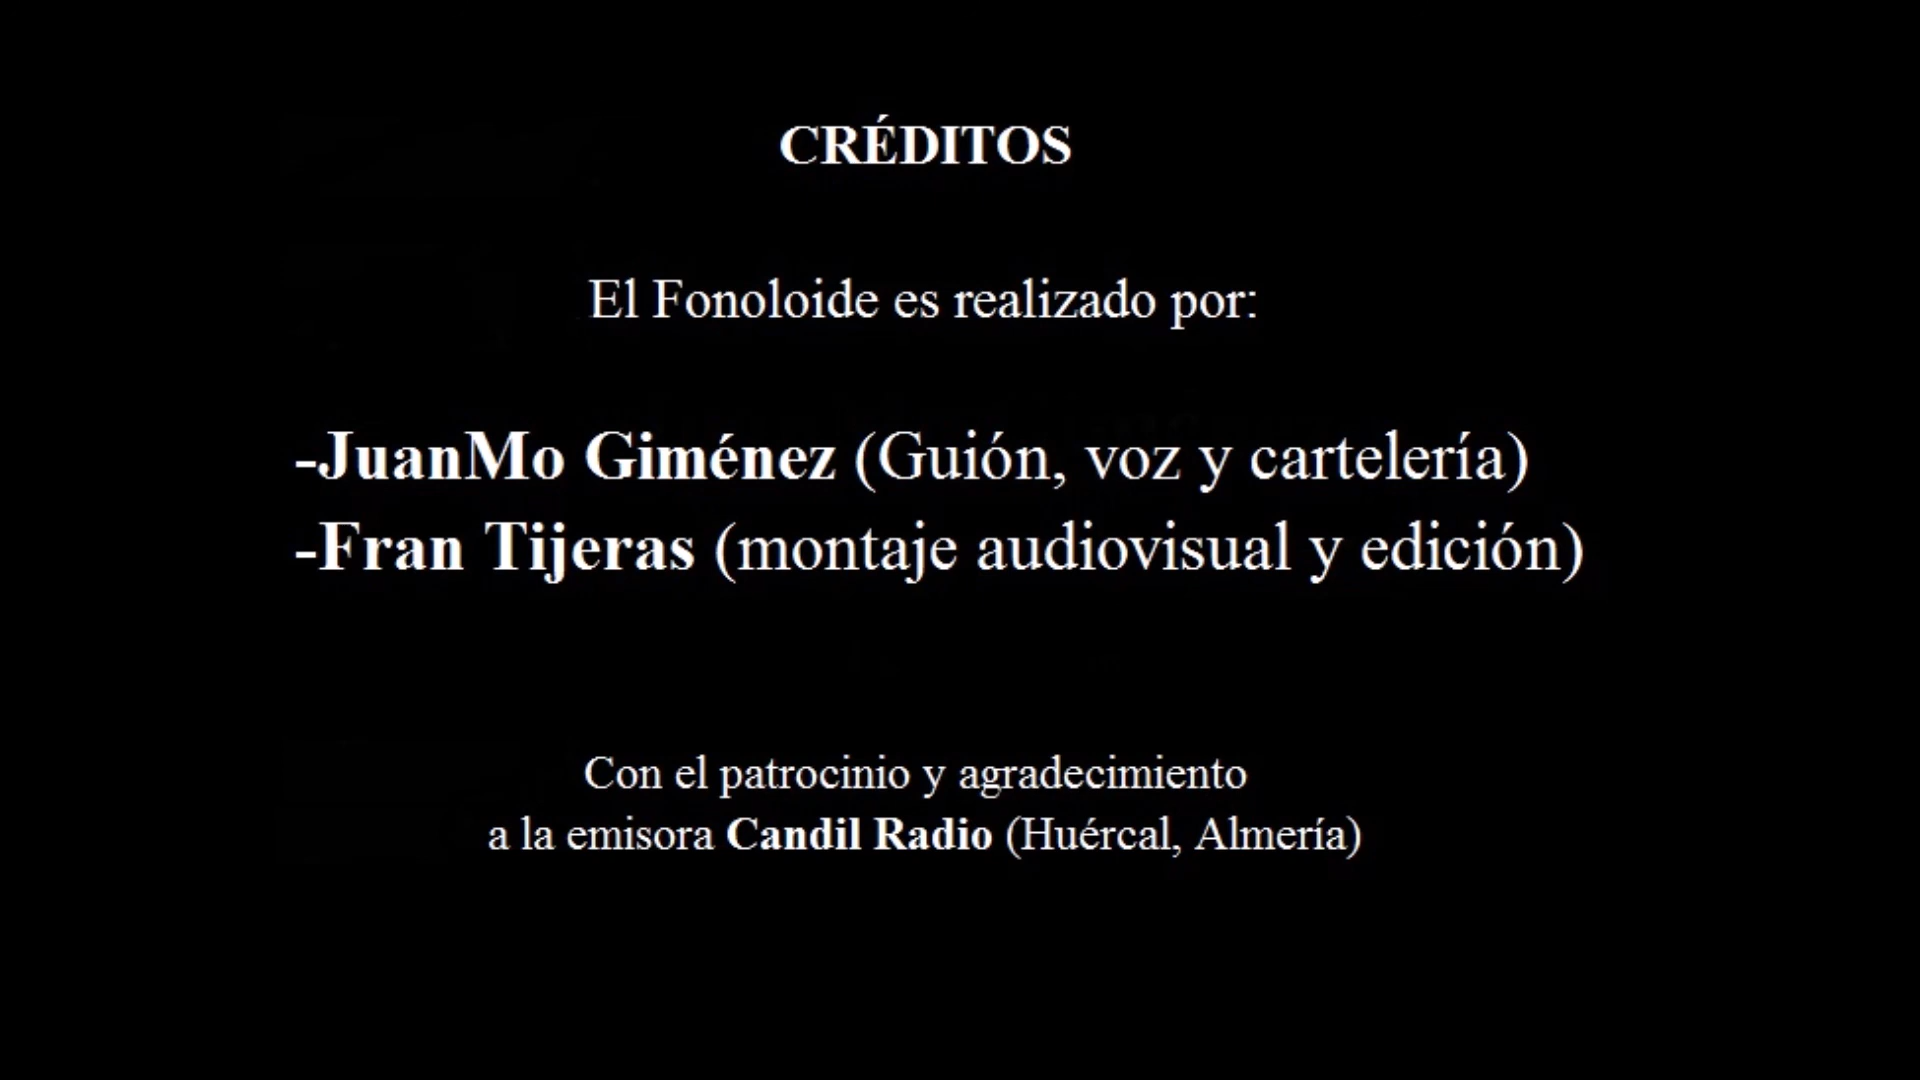 CRÉDITOS
El Fonoloide es realizado por:
-JuanMo Giménez (Guión, voz y cartelería)
-Fran Tijeras (montaje audiovisual y edición)
Con el patrocinio y agradecimiento
a la emisora Candil Radio (Huércal, Almería)